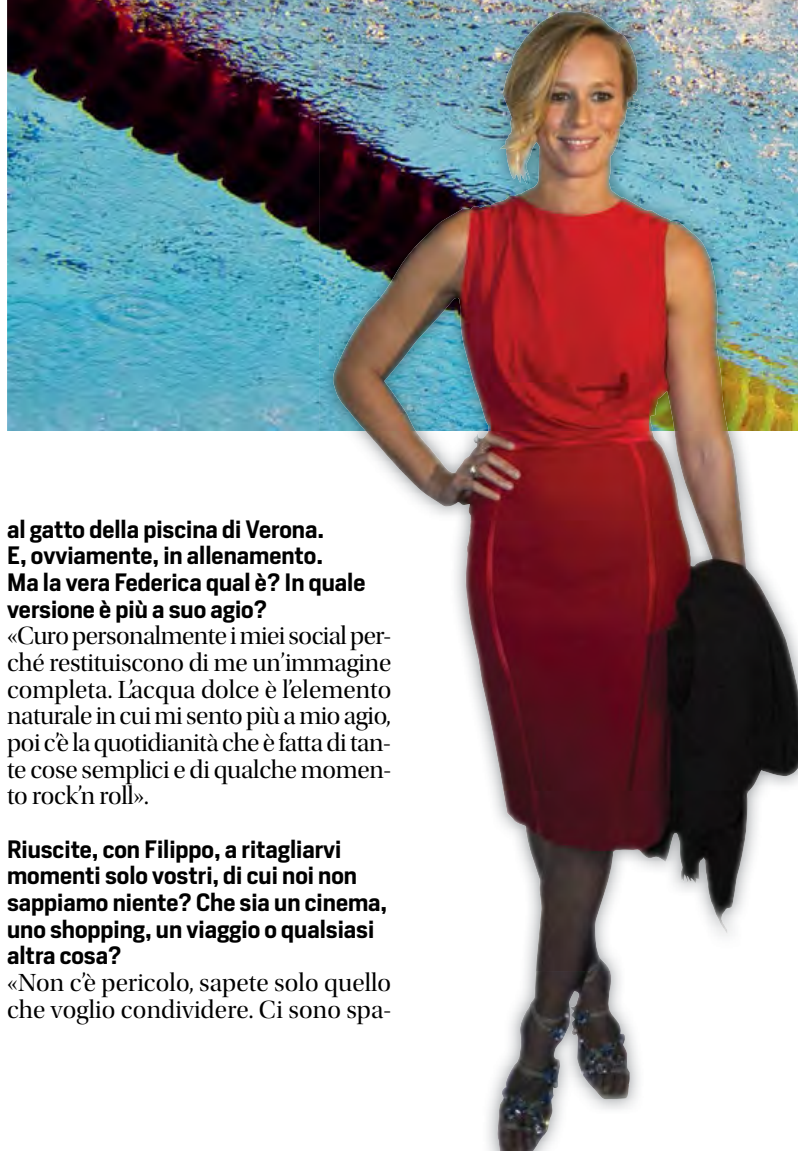 al gatto della piscina di Verona.
E, ovviamente, in allenamento.
Ma la vera Federica qual è? In quale
versione è più a suo agio?
«Curo personalmente i miei social per-
ché restituiscono di me un’immagine
completa. L’acqua dolce è l’elemento
naturale in cui mi sento più a mio agio,
poi c’è la quotidianità che è fatta di tan-
te cose semplici e di qualche momen-
to rock’n roll».
Riuscite, con Filippo, a ritagliarvi
momenti solo vostri, di cui noi non
sappiamo niente? Che sia un cinema,
uno shopping, un viaggio o qualsiasi
altra cosa?
«Non c’è pericolo, sapete solo quello
che voglio condividere. Ci sono spa-